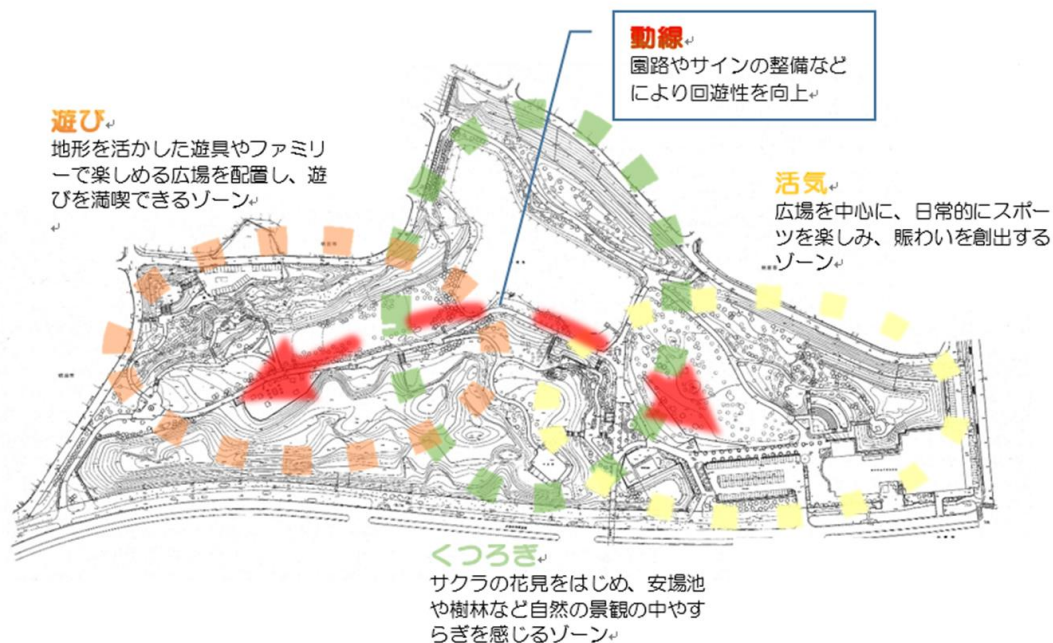 動線
園路やサインの整備など
により回遊性を向上
遊び
地形を活かした遊具やファミリ
ーで楽しめる広場を配置し、遊
びを満喫できるゾーン
活気
広場を中心に、日常的にスポー
ツを楽しみ、賑わいを創出する
ゾーン
くつろぎ
サクラの花見をはじめ、安場池
や樹林など自然の景観の中やす
らぎを感じるゾーン